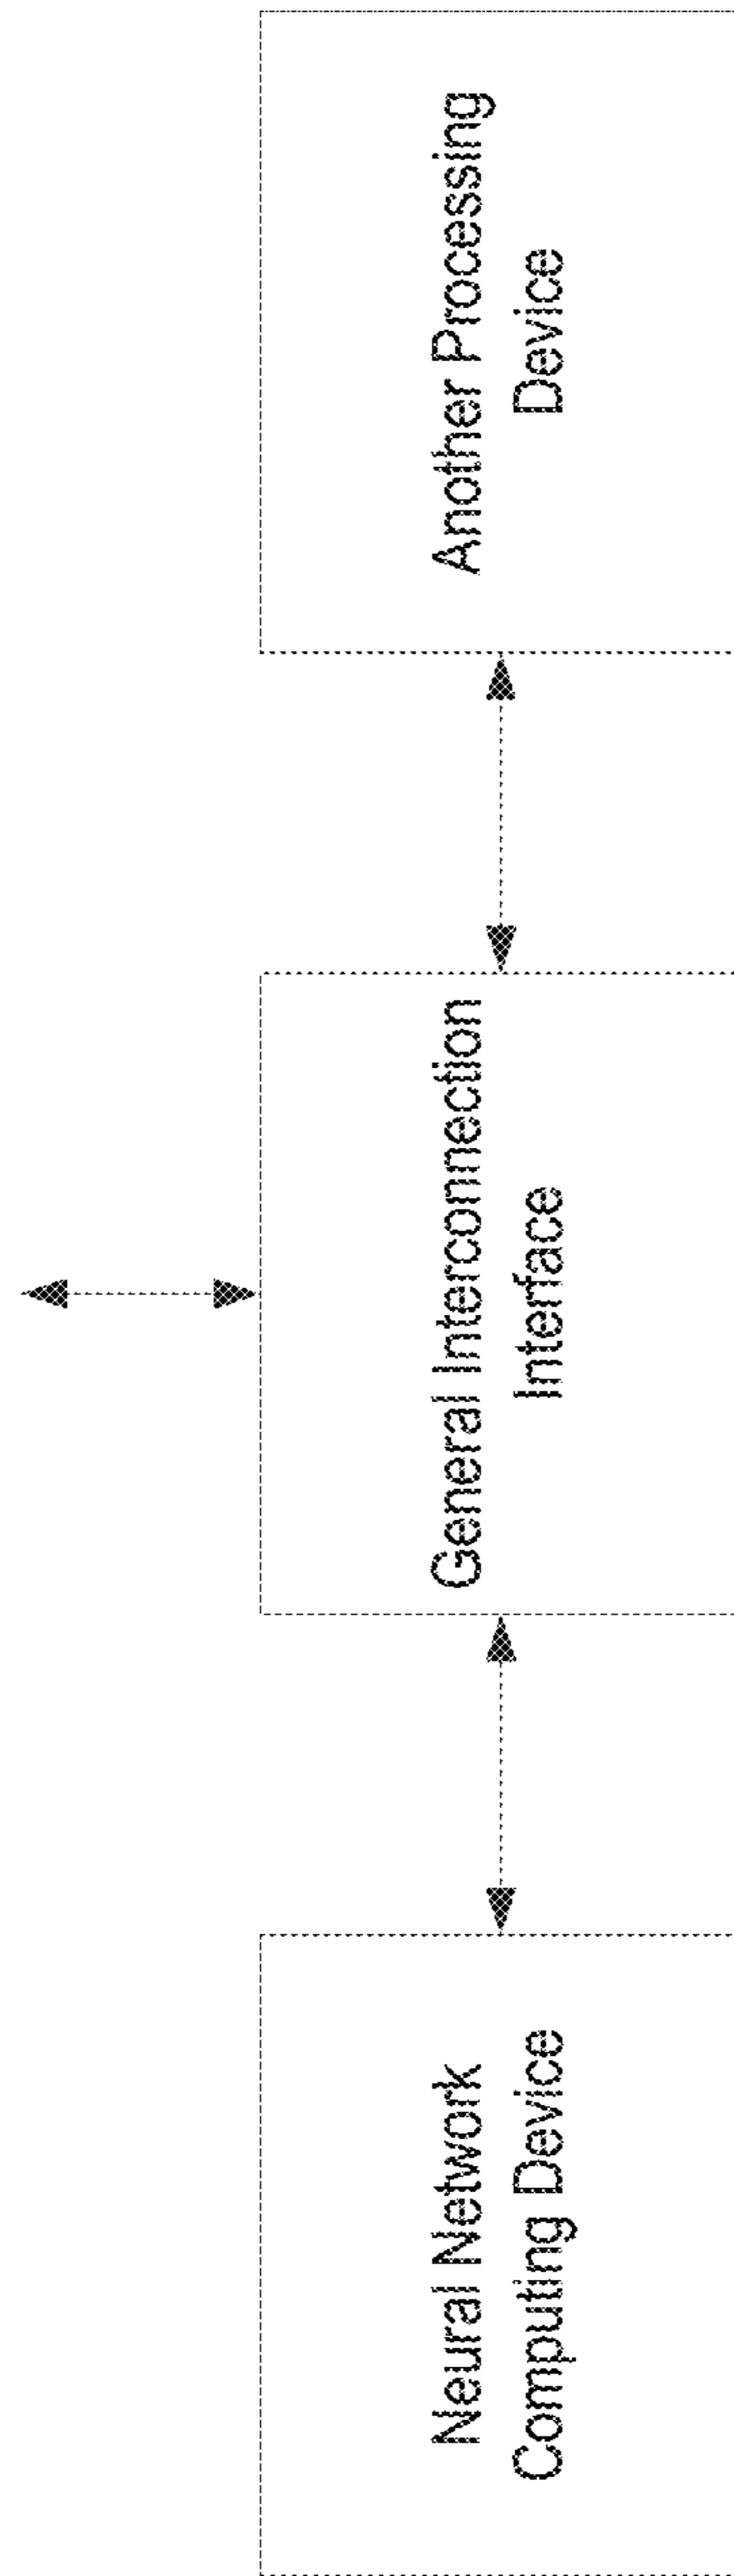 Neural Network
Computing Device
General Interconnection
Interface
Another Processing
Device